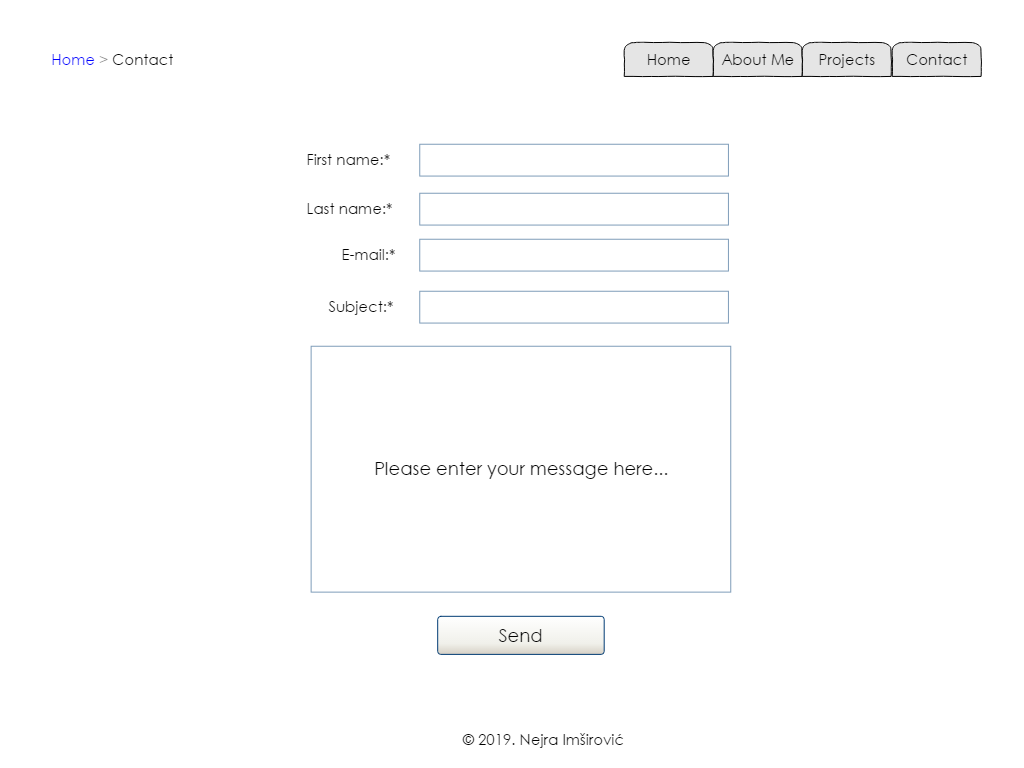 Home > Contact
Home About Me Projects Contact
First name:*
Last name:*
E-mail:*
Subject:*
Please enter your message here...
Send
© 2019. Nejra Imširović